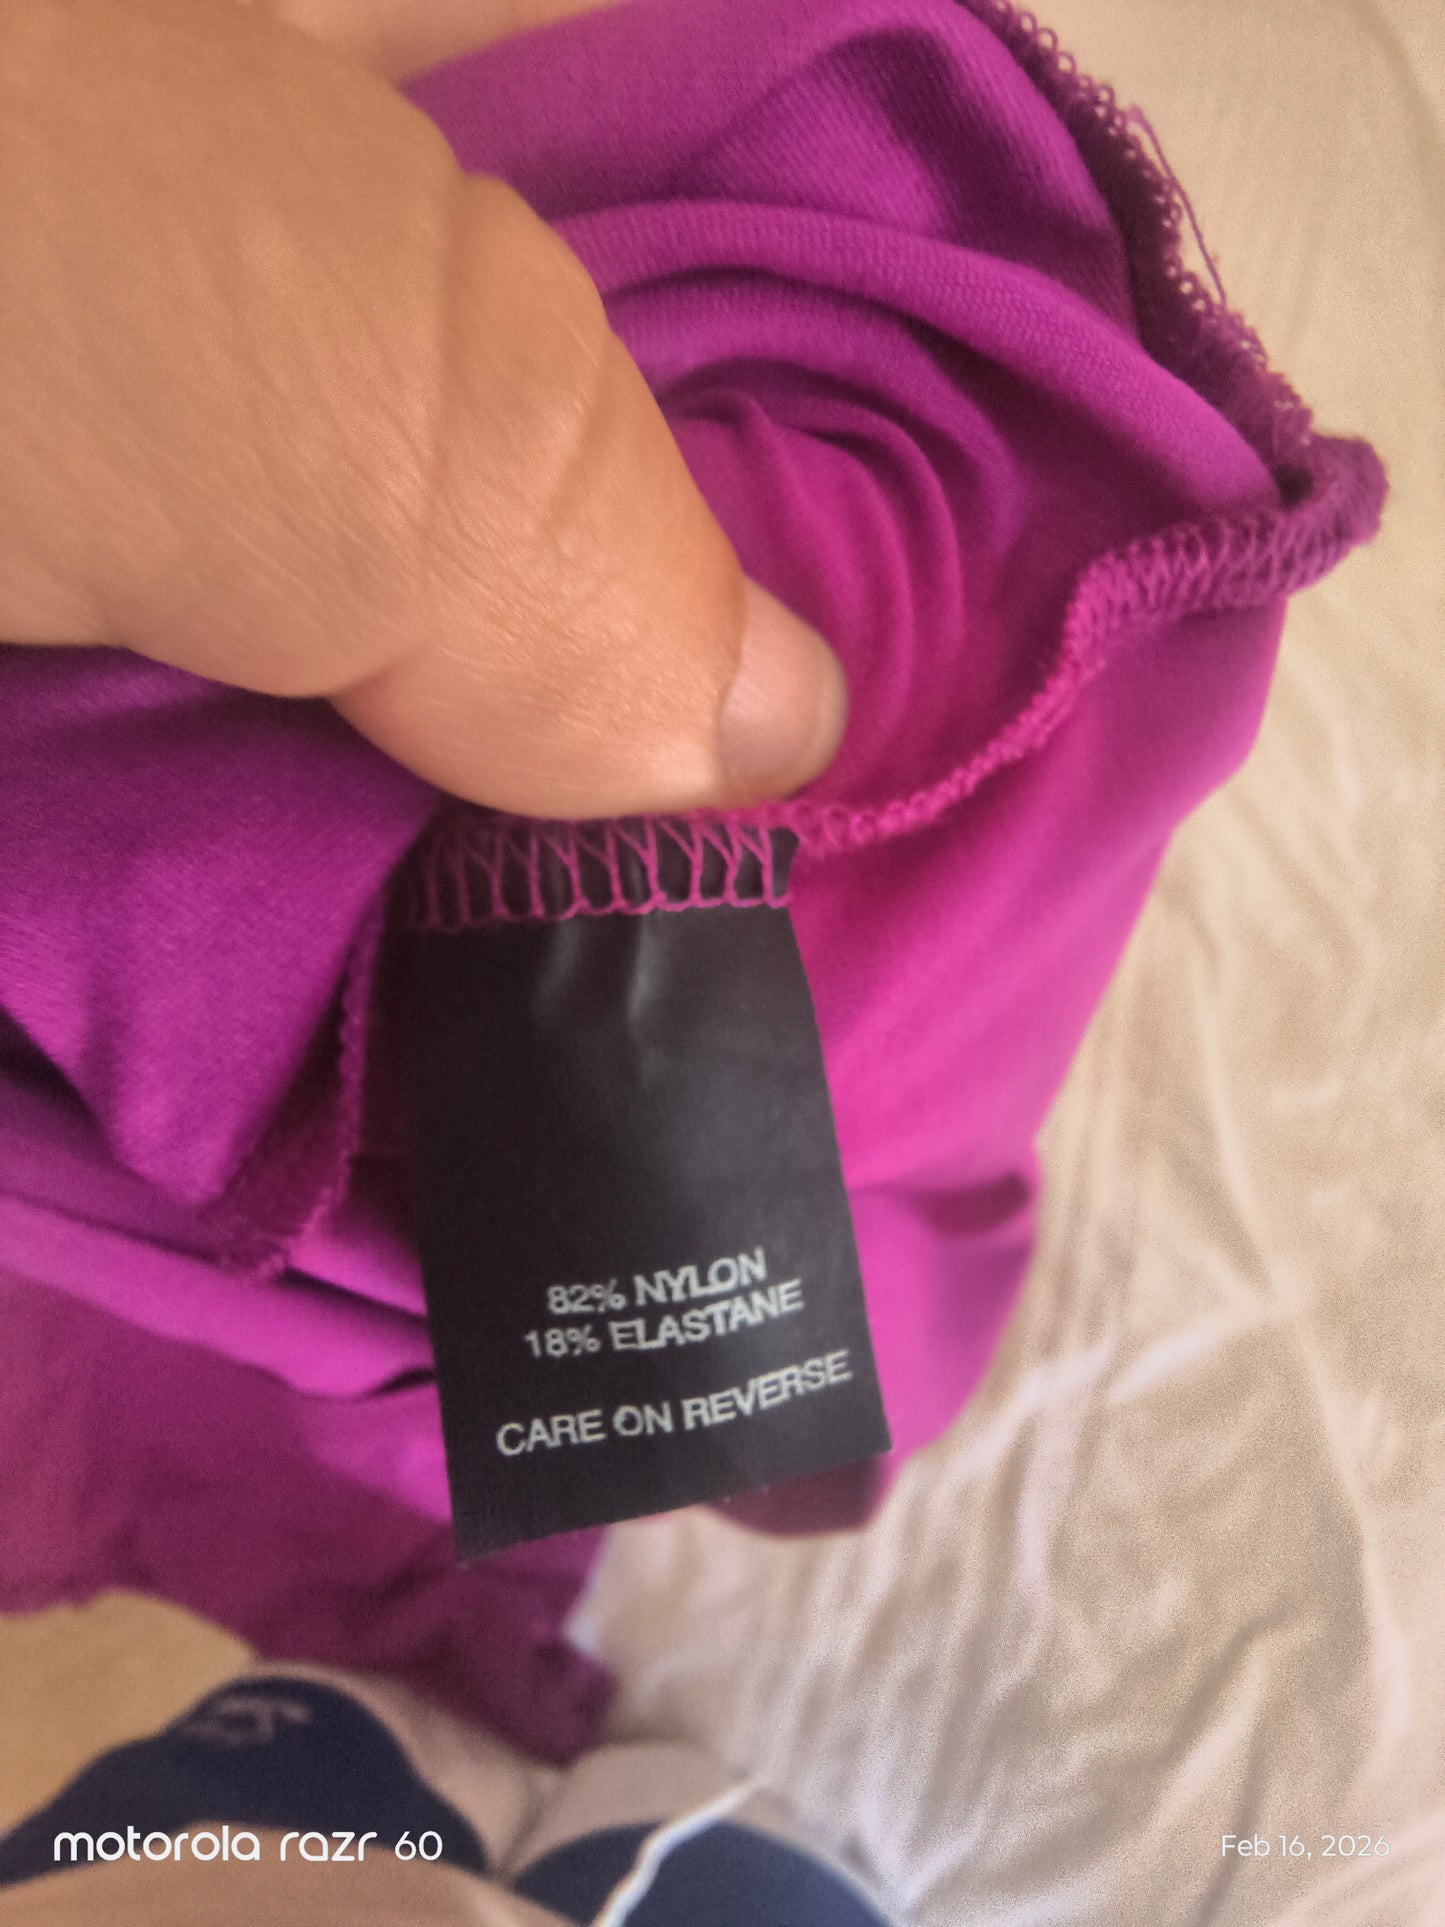 82% NYLON
18% ELASTANE
CARE ON REVERSE
motorola razr 60
Feb 16, 2026